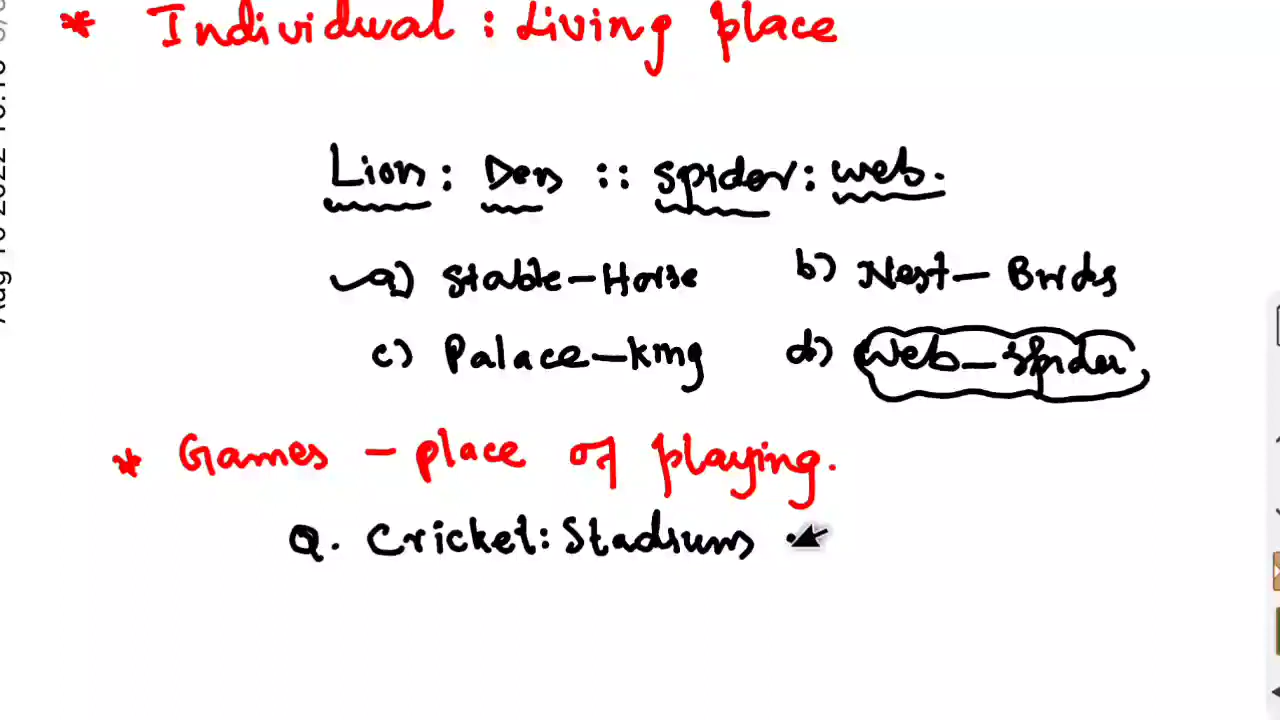 * Individual : Living place
Lion : Den :: spider : web.
a) Stable - Horse b) Nest - Birds
c) Palace - king d) Web - Spider
* Games - place of playing.
Q. Cricket : Stadium